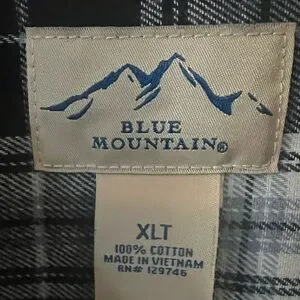 BLUE
MOUNTAIN®
XLT
100% COTTON
MADE IN VIETNAM
RN# 129746